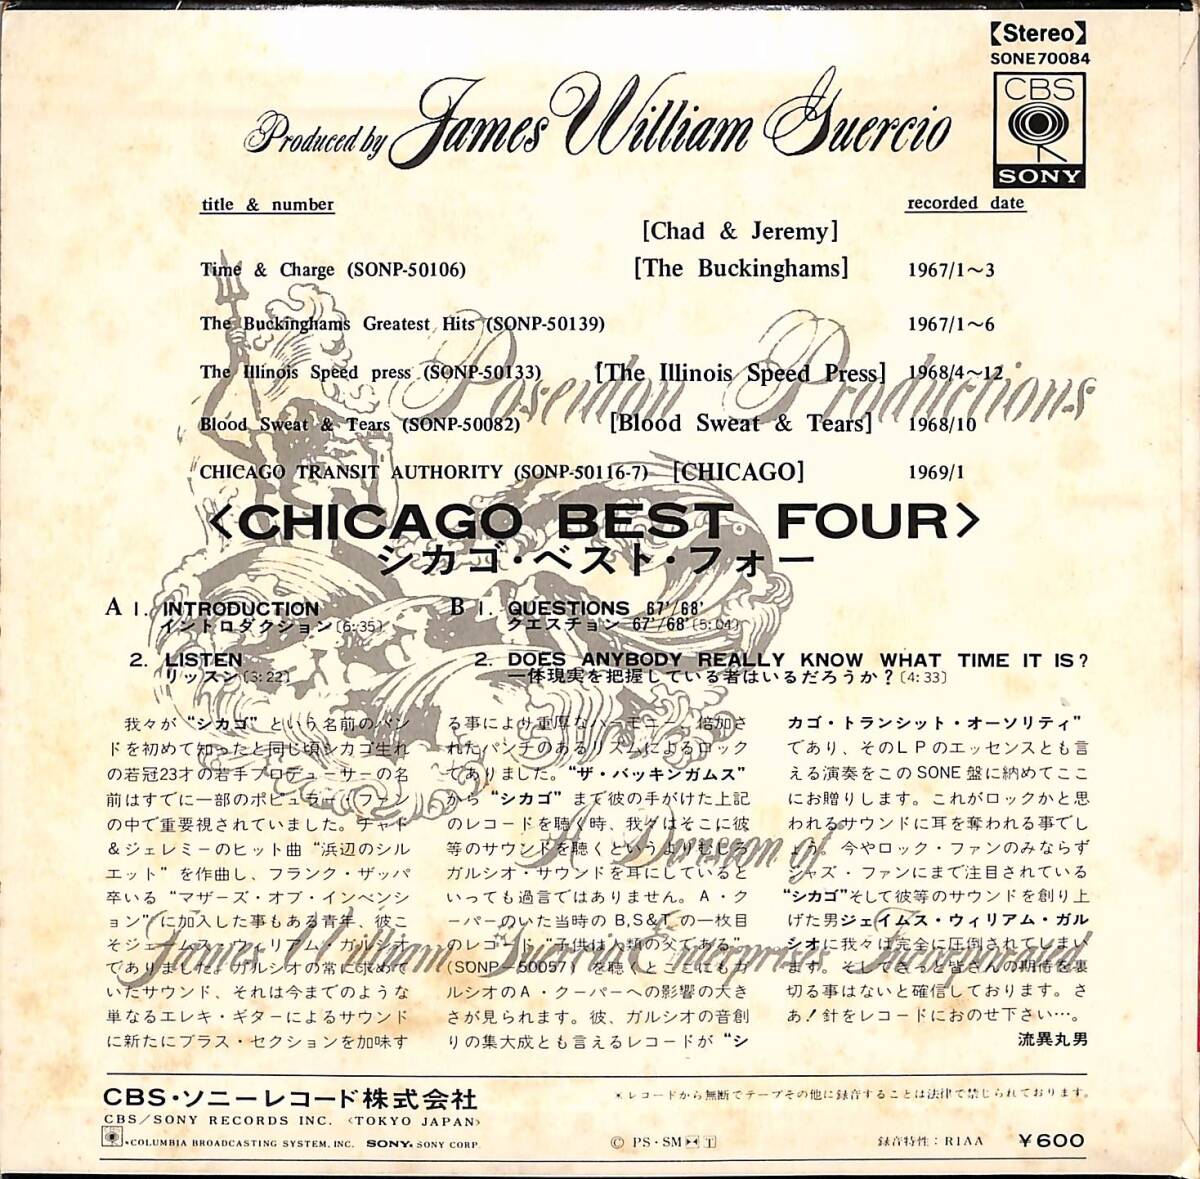 【Stereo】
SONE70084
CBS
SONY
Produced by James William Guercio
title & number
recorded date
[Chad & Jeremy]
Time & Charge (SONP-50106) [The Buckinghams] 1967/1～3
The Buckinghams Greatest Hits (SONP-50139) 1967/1～6
The Illinois Speed press (SONP-50133) [The Illinois Speed Press] 1968/4～12
Poseidon Productions
Blood Sweat & Tears (SONP-50082) [Blood Sweat & Tears] 1968/10
CHICAGO TRANSIT AUTHORITY (SONP-50116-7) [CHICAGO] 1969/1
<CHICAGO BEST FOUR>
シカゴ・ベスト・フォー
A 1. INTRODUCTION
イントロダクション〔6:35〕
2. LISTEN
リッスン〔3:22〕
B 1. QUESTIONS 67'/68'
クエスチョン 67'/68'〔5:04〕
2. DOES ANYBODY REALLY KNOW WHAT TIME IT IS?
一体現実を把握している者はいるだろうか？〔4:33〕
我々が“シカゴ”という名前のバン
ドを初めて知ったと同じ頃シカゴ生れ
の若冠23才の若手プロデューサーの名
前はすでに一部のポピュラー・ファン
の中で重要視されていました。チャド
＆ジェレミーのヒット曲“浜辺のシル
エット”を作曲し、フランク・ザッパ
卒いる“マザーズ・オブ・インベンシ
ョン”に加入した事もある青年、彼こ
そジェームス・ウィリアム・ガルシオ
でありました。ガルシオの常に求めて
いたサウンド、それは今までのような
単なるエレキ・ギターによるサウンド
に新たにブラス・セクションを加味す
る事により重厚なハーモニー、倍加さ
れたパンチのあるリズムによるロック
でありました。“ザ・バッキンガムス”
から“シカゴ”まで彼の手がけた上記
のレコードを聴く時、我々はそこに彼
等のサウンドを聴くというよりむしろ
ガルシオ・サウンドを耳にしていると
いっても過言ではありません。A・ク
ーパーのいた当時のB,S&T.の一枚目
のレコード“子供は人類の父である”
(SONP－50057) を聴くとここにもガ
ルシオのA・クーパーへの影響の大き
さが見られます。彼、ガルシオの音創
りの集大成とも言えるレコードが“シ
カゴ・トランシット・オーソリティ”
であり、そのLPのエッセンスとも言
える演奏をこのSONE盤に納めてここ
にお贈りします。これがロックかと思
われるサウンドに耳を奪われる事でし
ょう。今やロック・ファンのみならず
ジャズ・ファンにまで注目されている
“シカゴ”そして彼等のサウンドを創り上
げた男ジェイムス・ウィリアム・ガル
シオに我々は完全に圧倒されてしまい
ます。そしてきっと皆さんの期待を裏
切る事はないと確信しております。さ
あ！針をレコードにおのせ下さい…。
流異丸男
A Division of
James William Guercio Enterprises Incorporated
CBS・ソニーレコード株式会社
CBS/SONY RECORDS INC. <TOKYO JAPAN>
COLUMBIA BROADCASTING SYSTEM, INC. SONY. SONY CORP.
＊レコードから無断でテープその他に録音することは法律で禁じられております。
Ⓒ PS・SM T 録音特性：RIAA ¥600